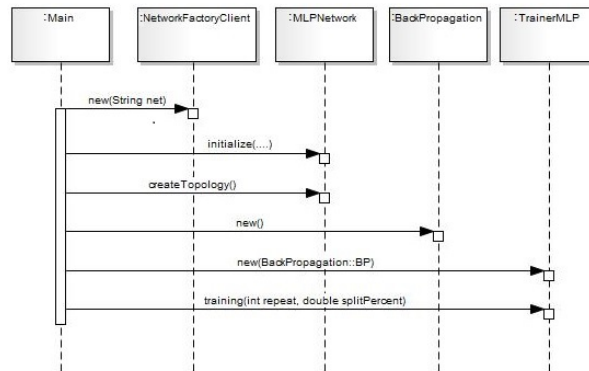 :Main
:NetworkFactoryClient
:MLPNetwork
:BackPropagation
:TrainerMLP
new(String net)
initialize(....)
createTopology()
new()
new(BackPropagation::BP)
training(int repeat, double splitPercent)